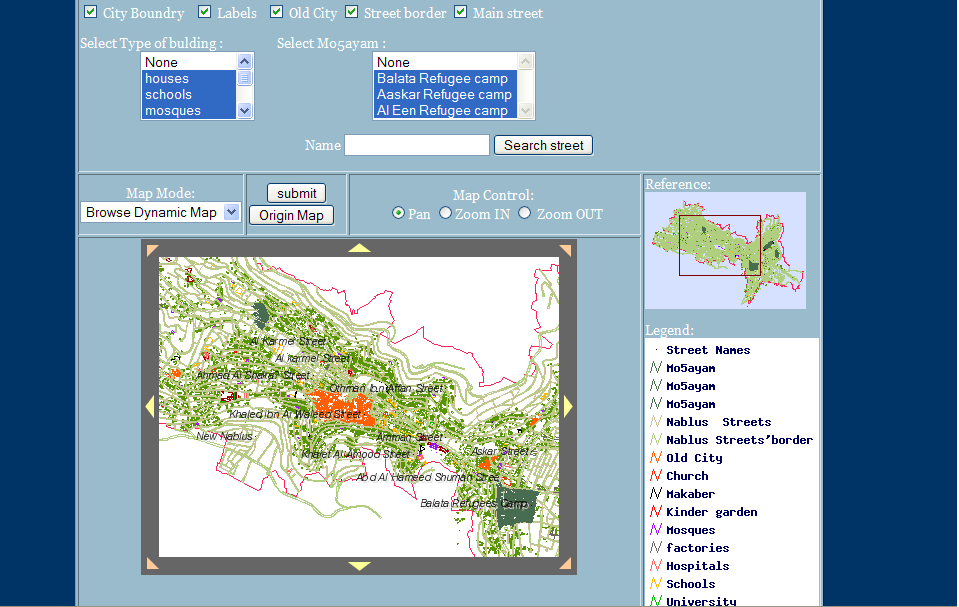 City Boundry Labels Old City Street border Main street
Select Type of bulding : Select Mo5ayam :
None
houses
schools
mosques
None
Balata Refugee camp
Aaskar Refugee camp
Al Een Refugee camp
Name Search street
Map Mode:
Browse Dynamic Map
submit
Origin Map
Map Control:
Pan Zoom IN Zoom OUT
Reference:
Al Karmel Street
Al karmel Street
Ahmad Al Shakar Street
Othman Ibn Affan Street
Khaled Ibn Al Waleed Street
New Nablus
Amman Street
Khalet Al Amood Street
Askar Street
Abd Al Hameed Shuman Stree
Balata Refugees Camp
Legend:
Street Names
Mo5ayam
Mo5ayam
Mo5ayam
Nablus Streets
Nablus Streets'border
Old City
Church
Makaber
Kinder garden
Mosques
factories
Hospitals
Schools
University